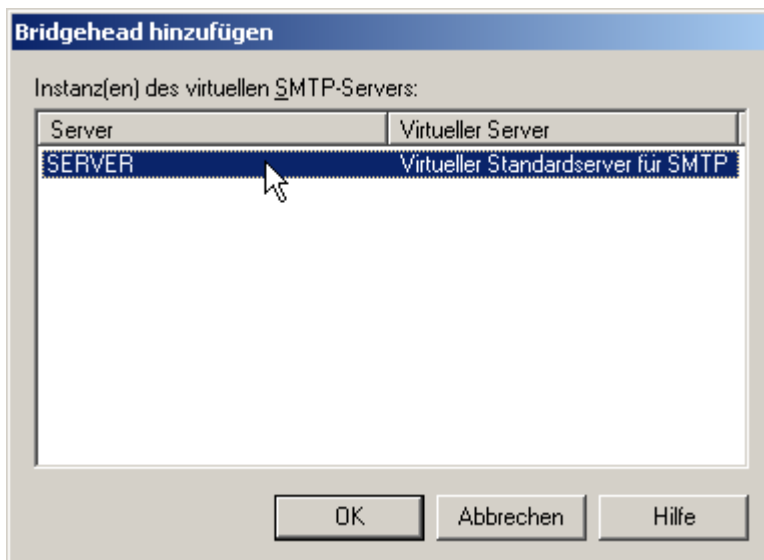 Bridgehead hinzufügen
Instanz(en) des virtuellen SMTP-Servers:
Server Virtueller Server
SERVER Virtueller Standardserver für SMTP
OK Abbrechen Hilfe